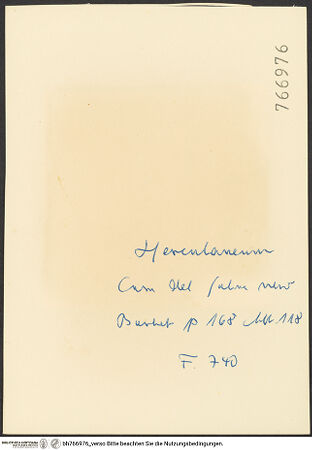 766976
Herculaneum
Casa del salone nero
Barbet p 168 Abb. 118
F. 740
bh766976_verso Bitte beachten Sie die Nutzungsbedingungen.